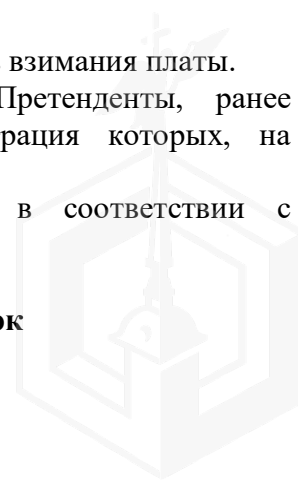 взимания платы.
Претенденты, ранее
рация которых, на
в соответствии с
ок